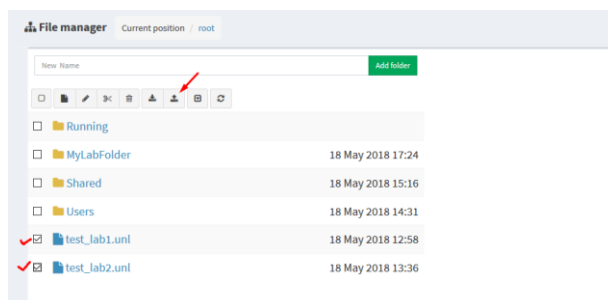 File manager Current position / root
New Name Add folder
Running
MyLabFolder 18 May 2018 17:24
Shared 18 May 2018 15:16
Users 18 May 2018 14:31
test_lab1.unl 18 May 2018 12:58
test_lab2.unl 18 May 2018 13:36